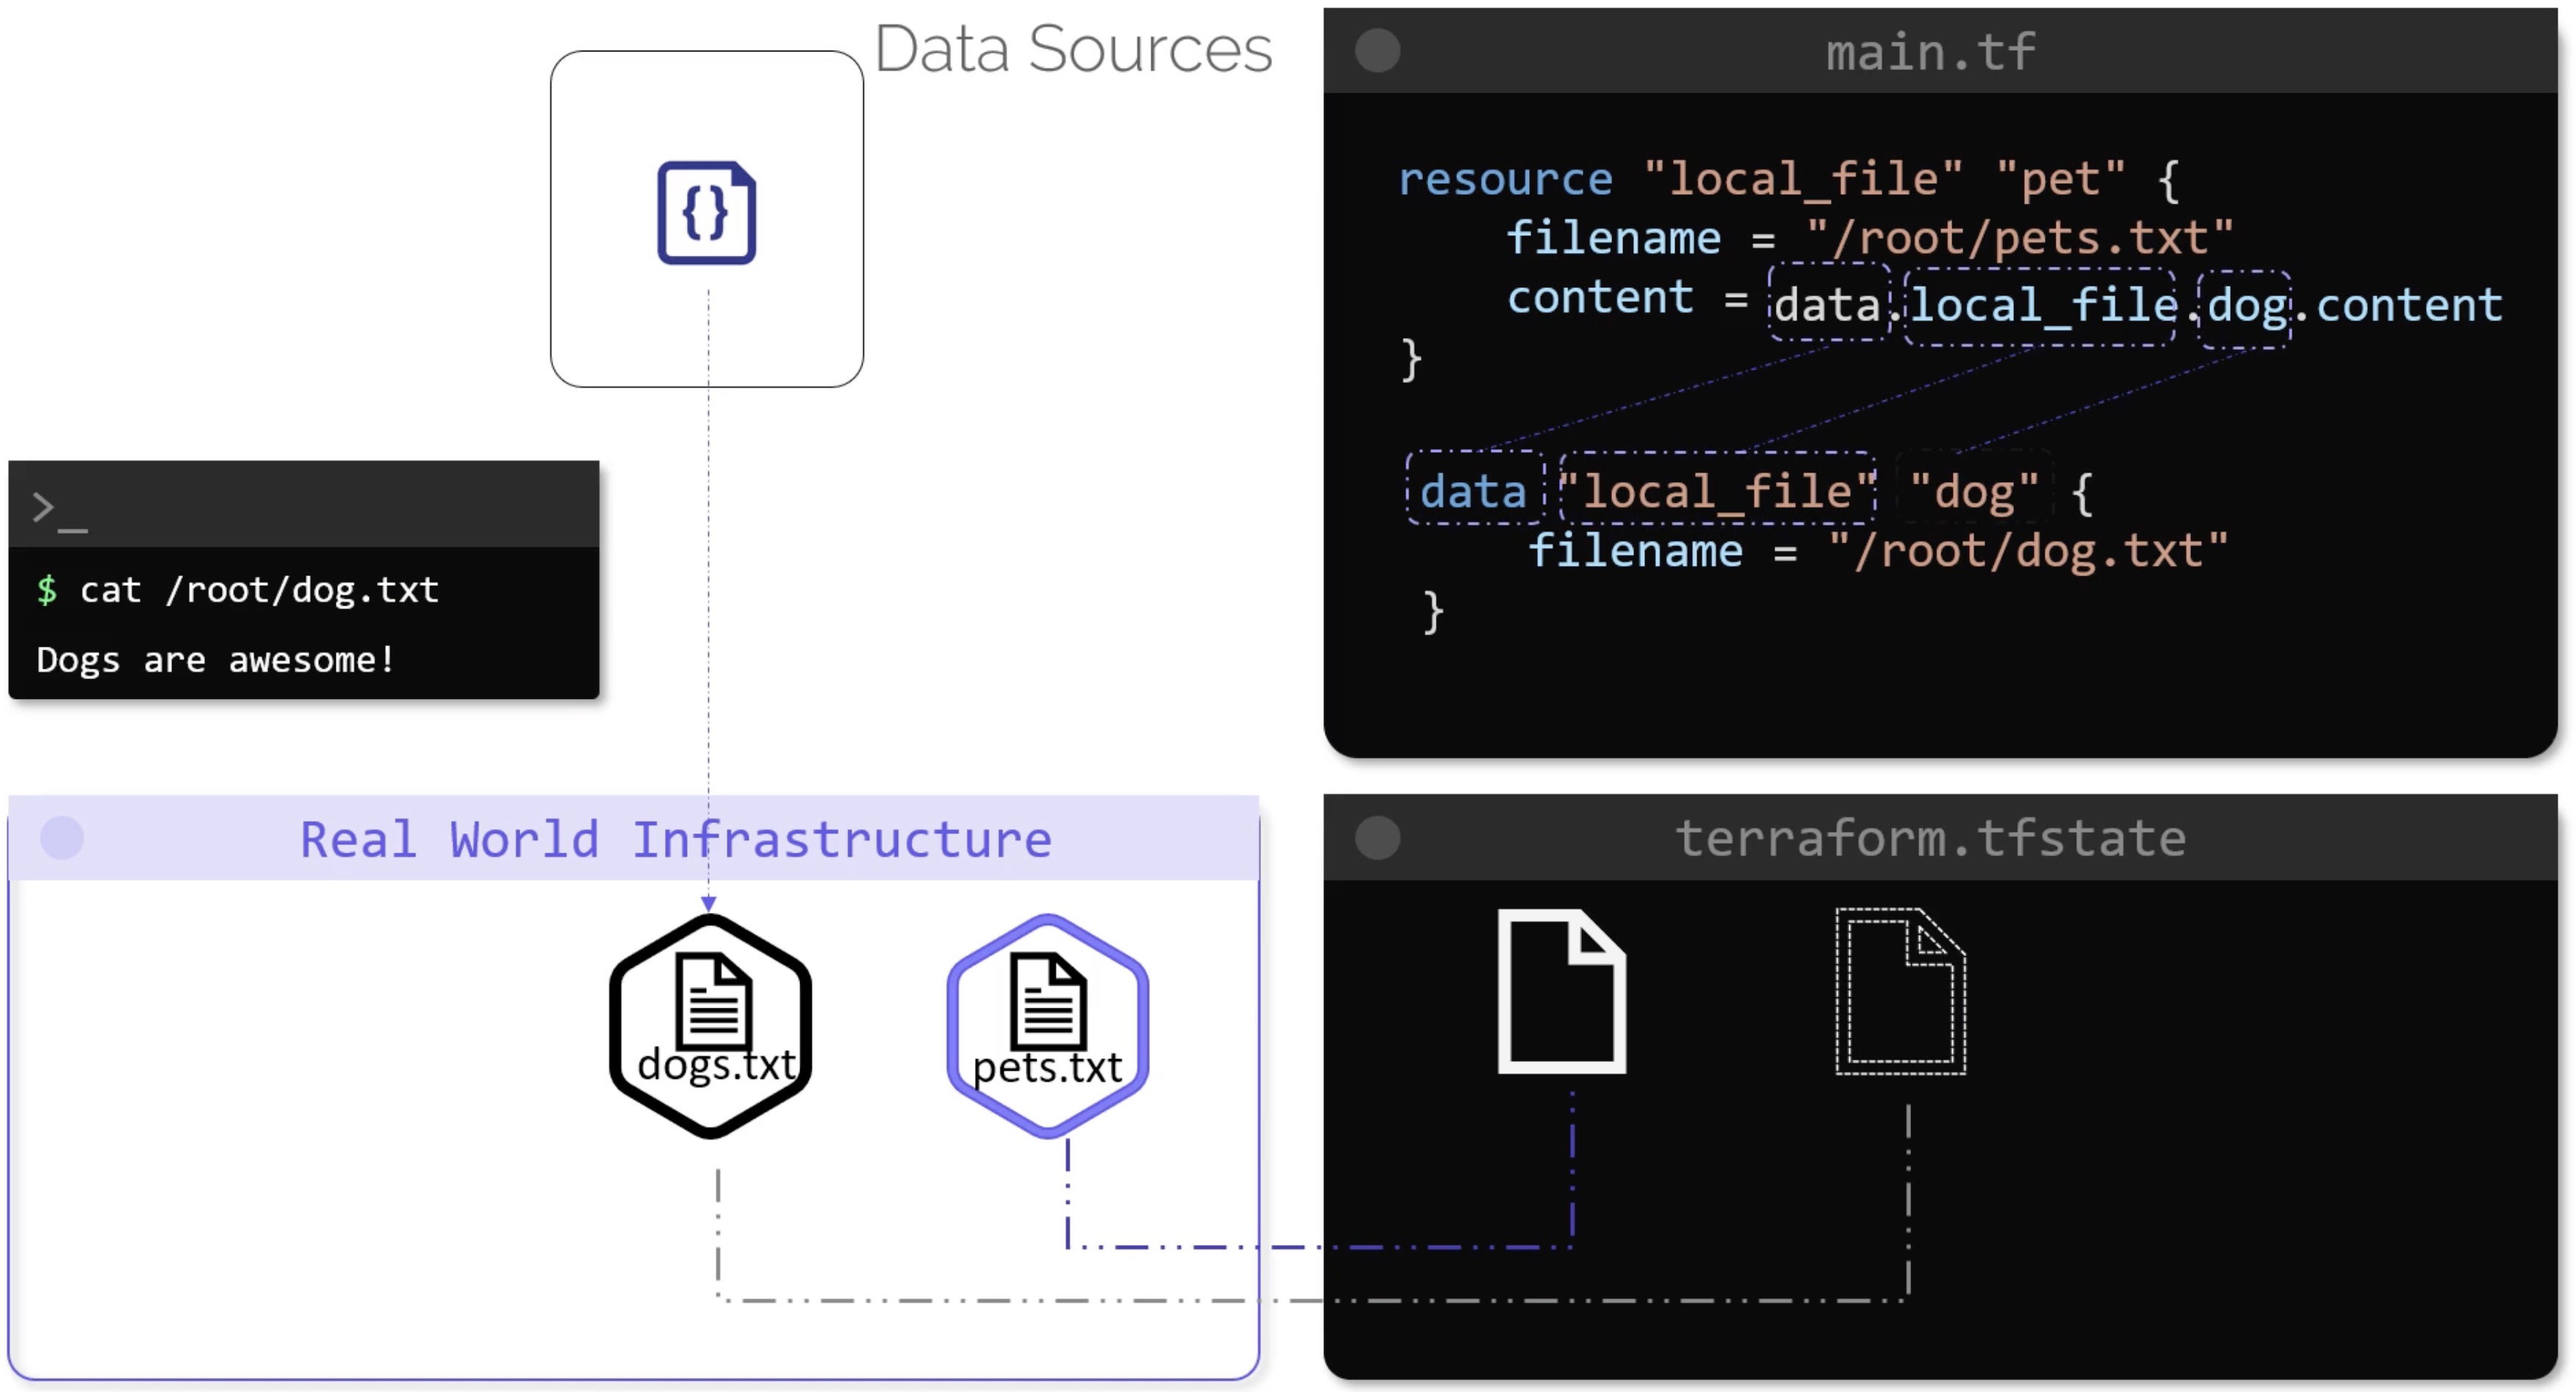 Data Sources
{}
>_
$ cat /root/dog.txt
Dogs are awesome!
main.tf
resource "local_file" "pet" {
filename = "/root/pets.txt"
content = data.local_file.dog.content
}
data "local_file" "dog" {
filename = "/root/dog.txt"
}
Real World Infrastructure
dogs.txt
pets.txt
terraform.tfstate